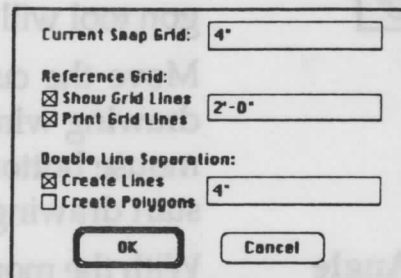 Current Snap Grid: 4"
Reference Grid:
Show Grid Lines
Print Grid Lines
2'-0"
Double Line Separation:
Create Lines
Create Polygons
4"
OK
Cancel